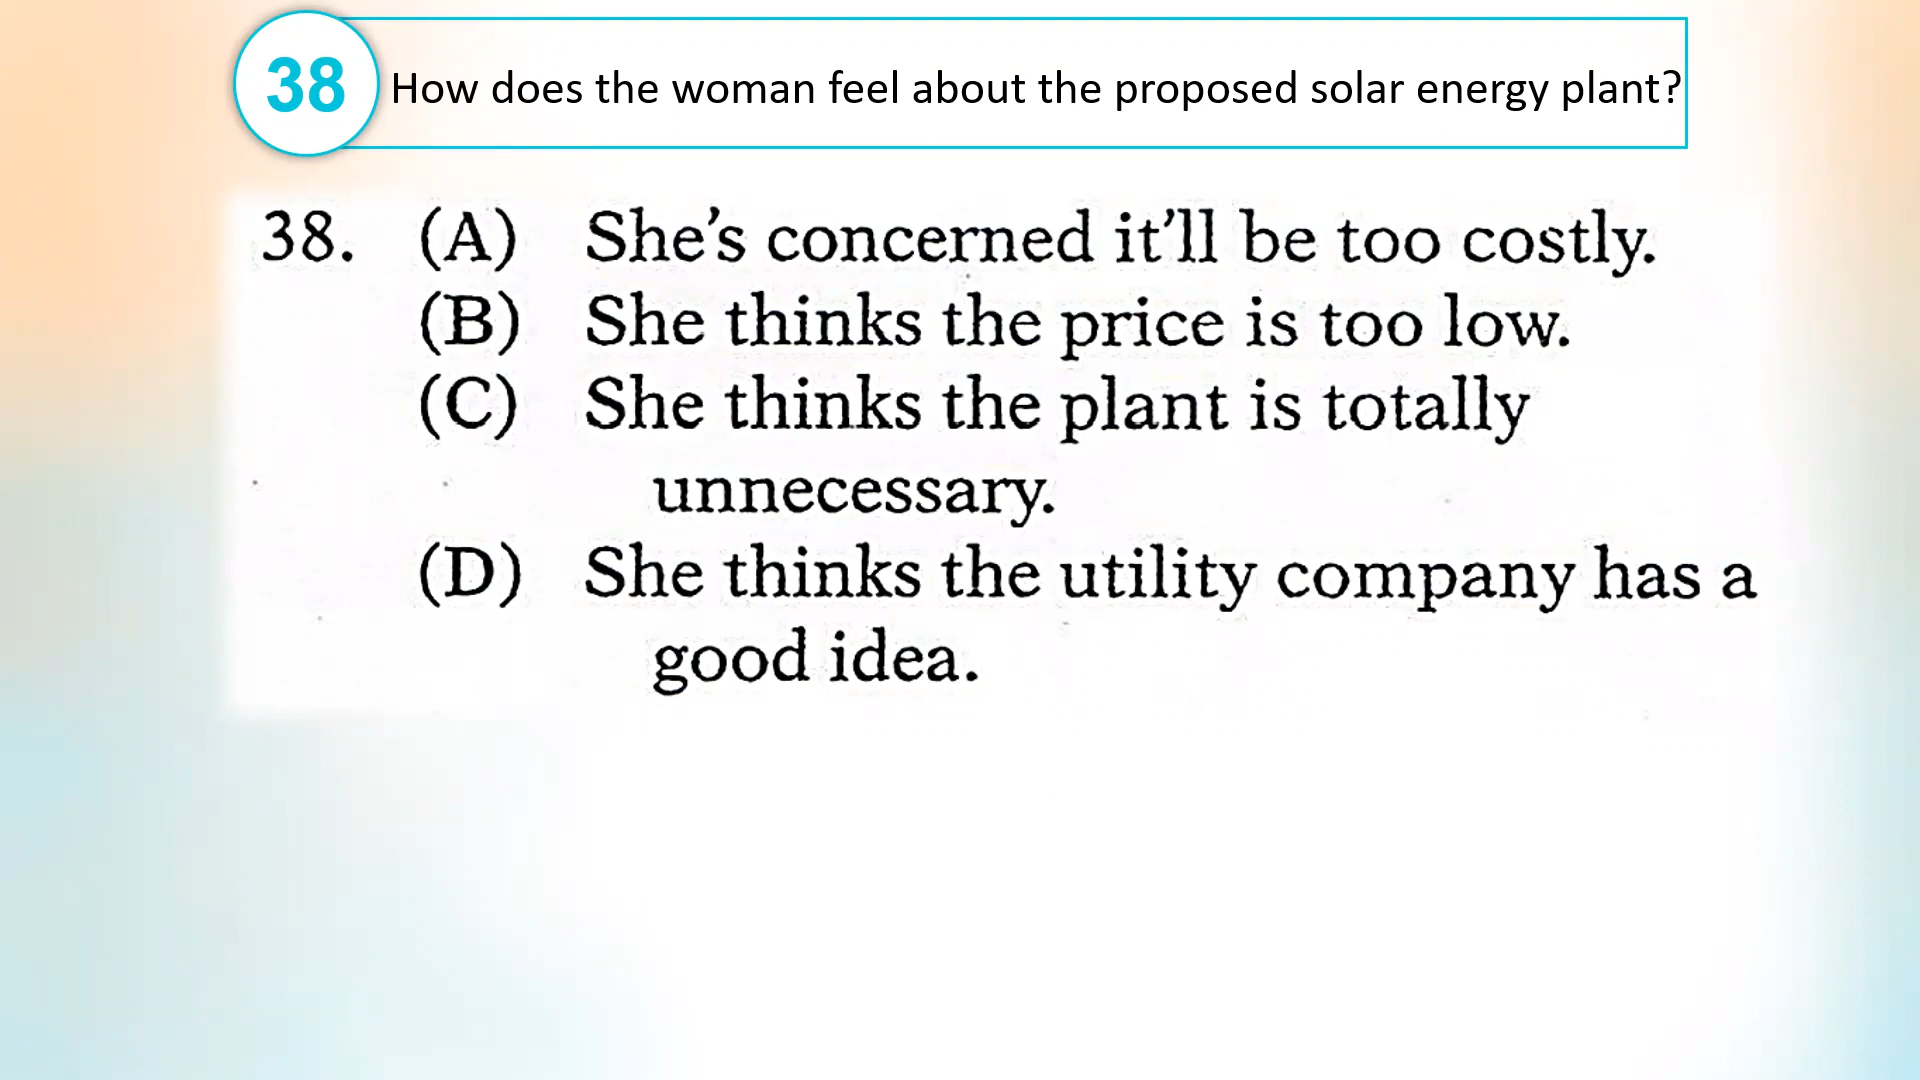 38 How does the woman feel about the proposed solar energy plant?
38. (A) She's concerned it'll be too costly.
(B) She thinks the price is too low.
(C) She thinks the plant is totally
unnecessary.
(D) She thinks the utility company has a
good idea.